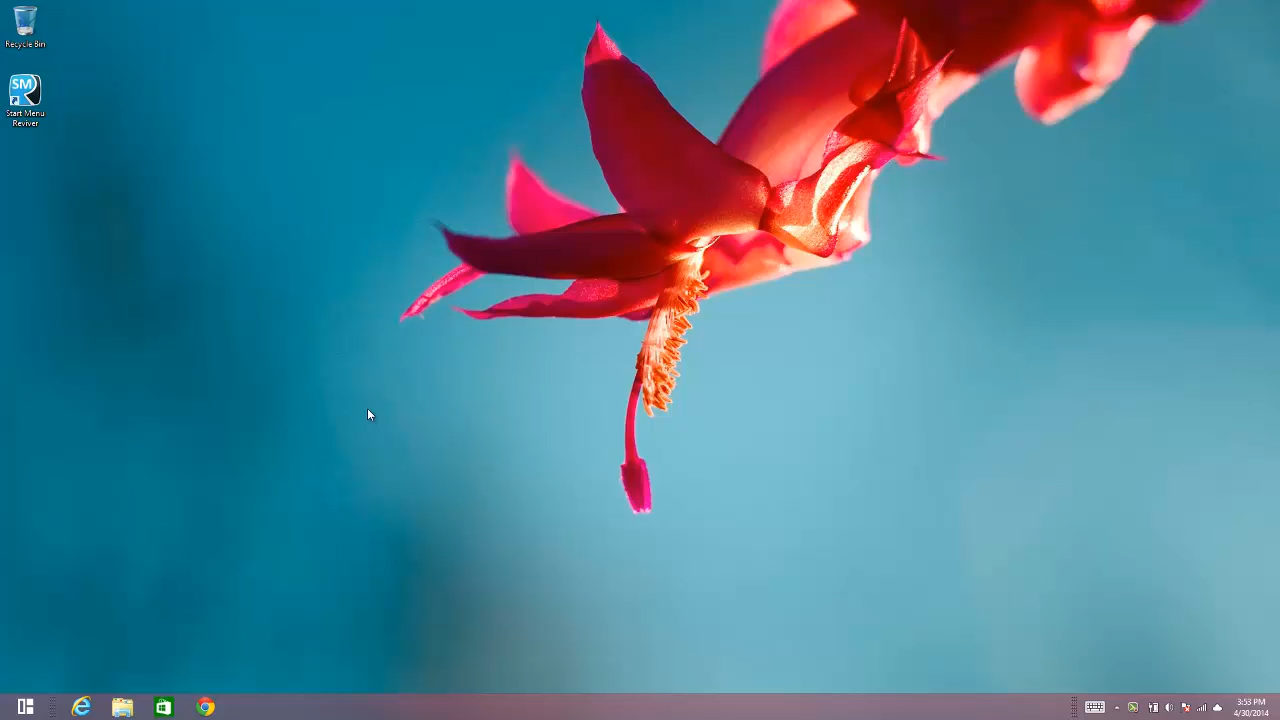 Recycle Bin
SM
Start Menu
Reviver
3:53 PM
4/30/2014